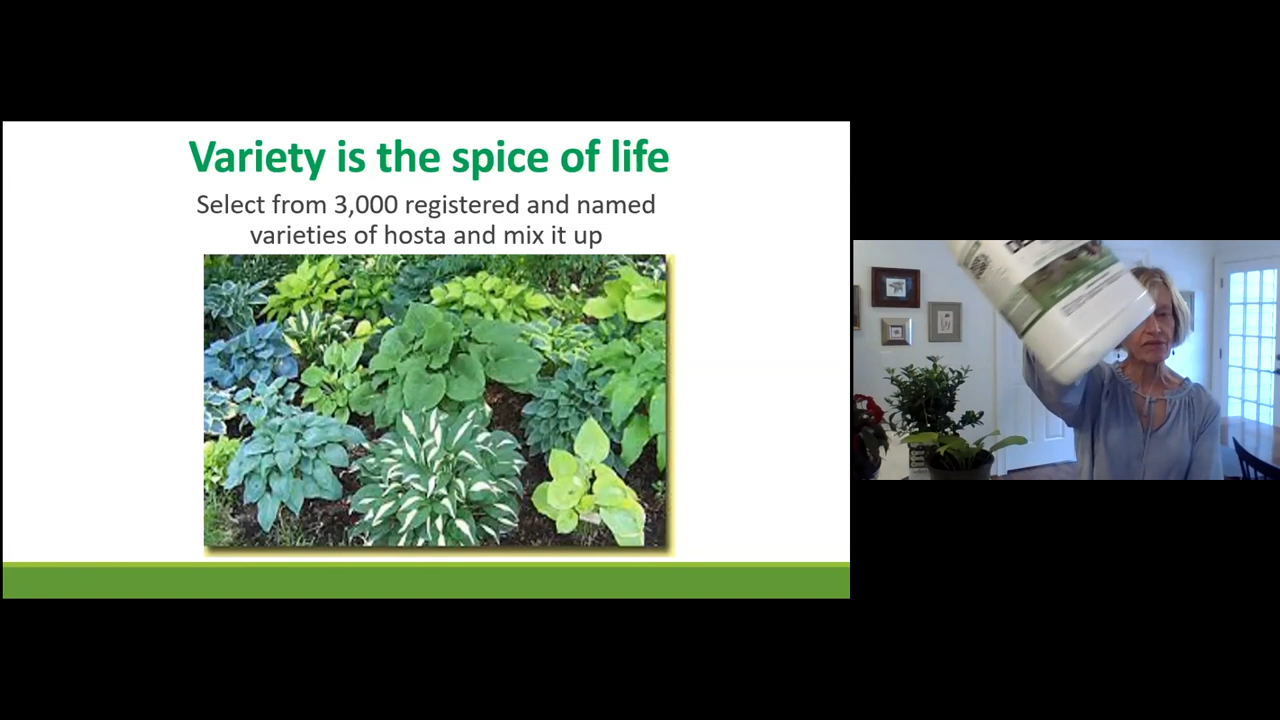 Variety is the spice of life
Select from 3,000 registered and named
varieties of hosta and mix it up